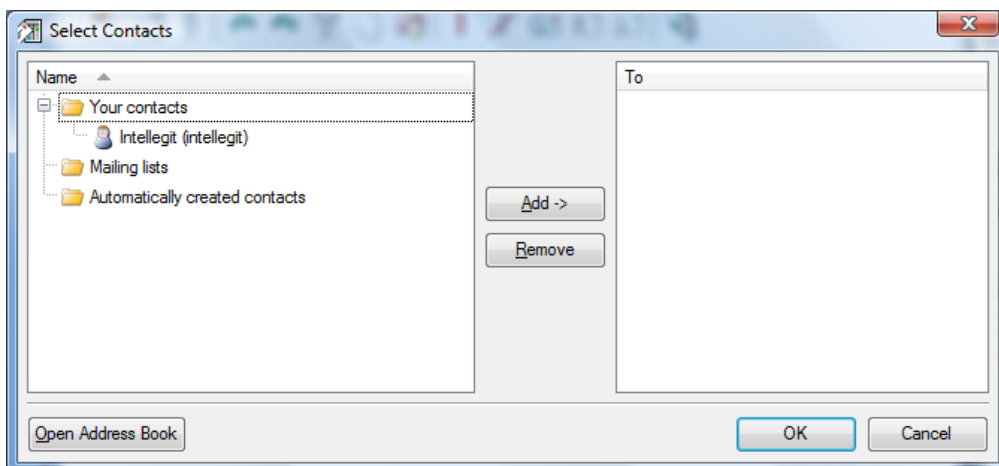 Select Contacts
Name
To
Your contacts
Intellegit (intellegit)
Mailing lists
Automatically created contacts
Add ->
Remove
Open Address Book
OK
Cancel